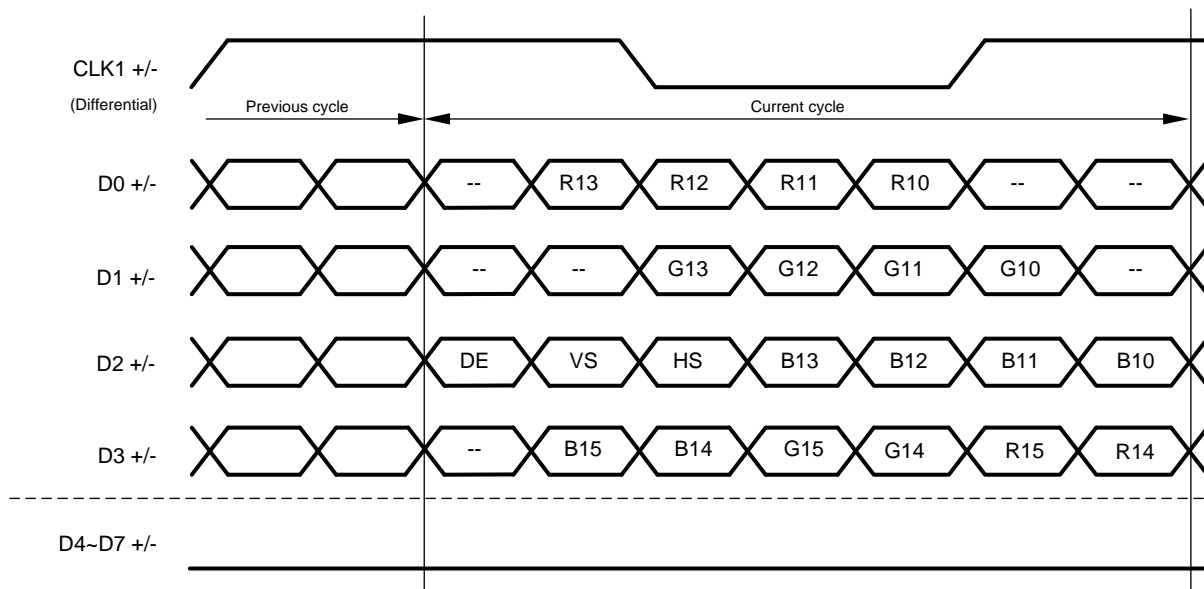 CLK1 +/-
(Differential)
Previous cycle
Current cycle
D0 +/-
-- R13 R12 R11 R10 -- --
D1 +/-
-- -- G13 G12 G11 G10 --
D2 +/-
DE VS HS B13 B12 B11 B10
D3 +/-
-- B15 B14 G15 G14 R15 R14
D4~D7 +/-